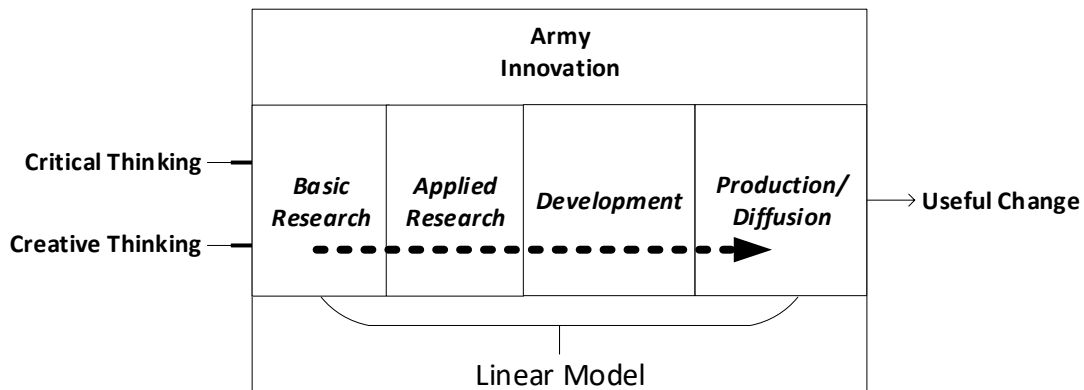 Army
Innovation
Critical Thinking
Creative Thinking
Basic
Research
Applied
Research
Development
Production/
Diffusion
Useful Change
Linear Model